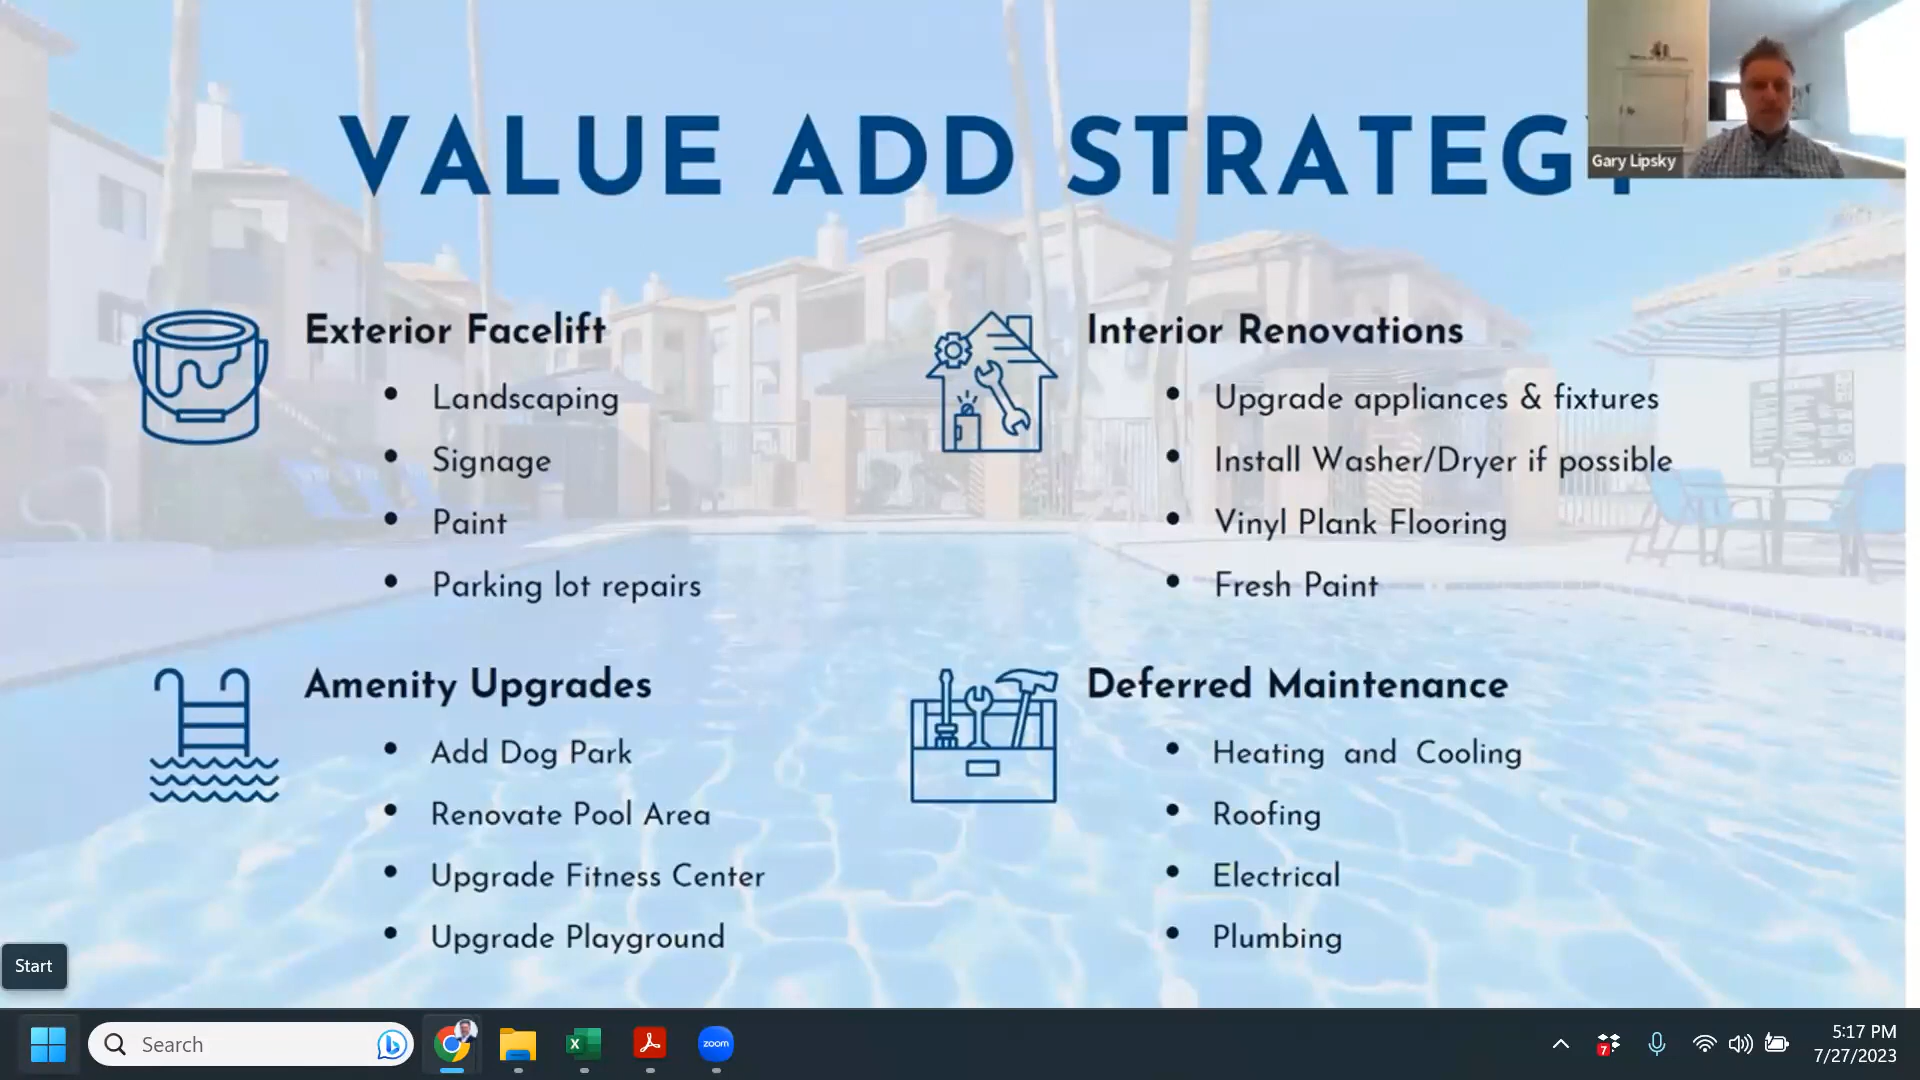 VALUE ADD STRATEGY
Gary Lipsky
Exterior Facelift
• Landscaping
• Signage
• Paint
• Parking lot repairs
Interior Renovations
• Upgrade appliances & fixtures
• Install Washer/Dryer if possible
• Vinyl Plank Flooring
• Fresh Paint
Amenity Upgrades
• Add Dog Park
• Renovate Pool Area
• Upgrade Fitness Center
• Upgrade Playground
Deferred Maintenance
• Heating and Cooling
• Roofing
• Electrical
• Plumbing
Start
Search
zoom
7
5:17 PM
7/27/2023